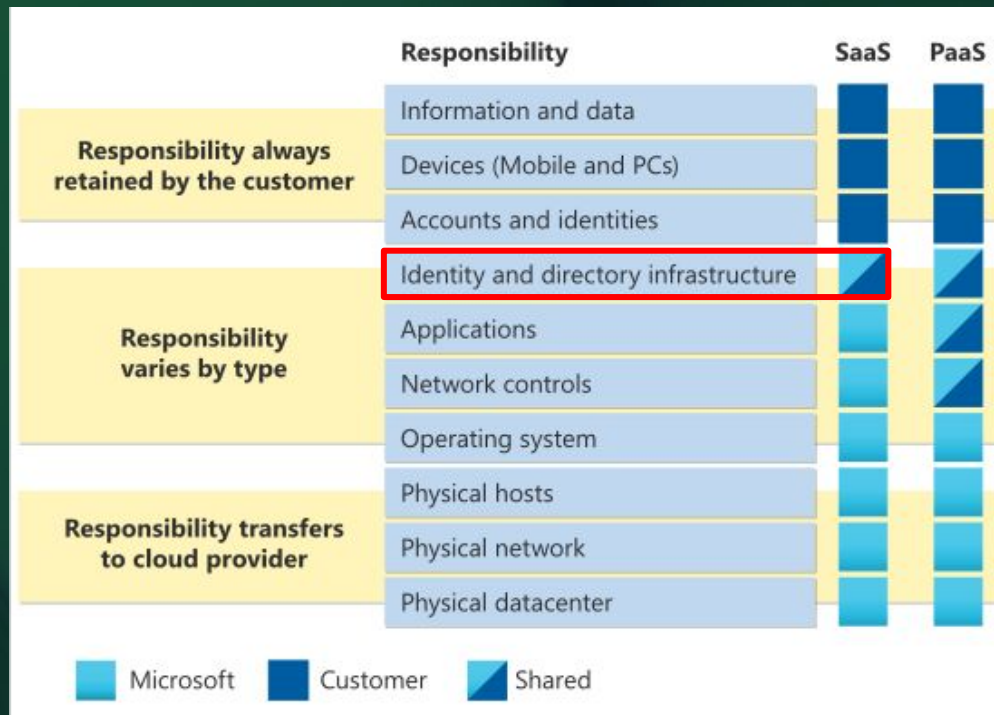 Responsibility SaaS PaaS
Information and data
Responsibility always
retained by the customer
Devices (Mobile and PCs)
Accounts and identities
Identity and directory infrastructure
Responsibility
varies by type
Applications
Network controls
Operating system
Responsibility transfers
to cloud provider
Physical hosts
Physical network
Physical datacenter
Microsoft Customer Shared